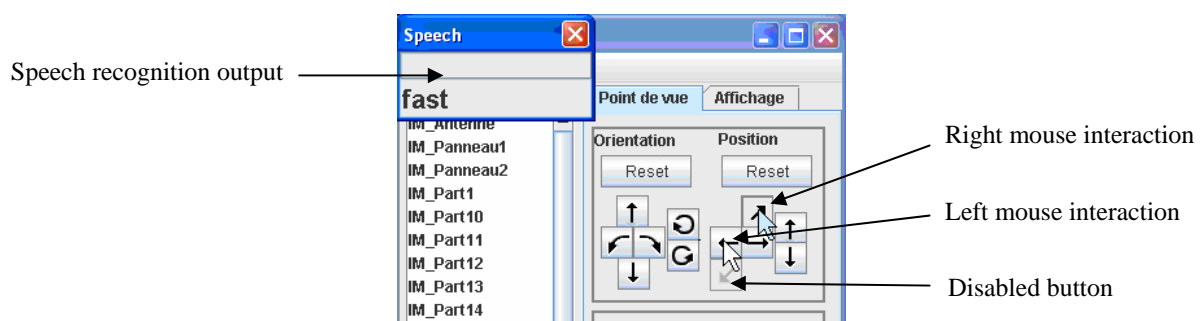 Speech
Speech recognition output
fast
Point de vue Affichage
IM_Antenne
IM_Panneau1
IM_Panneau2
IM_Part1
IM_Part10
IM_Part11
IM_Part12
IM_Part13
IM_Part14
Orientation Position
Reset Reset
Right mouse interaction
Left mouse interaction
Disabled button